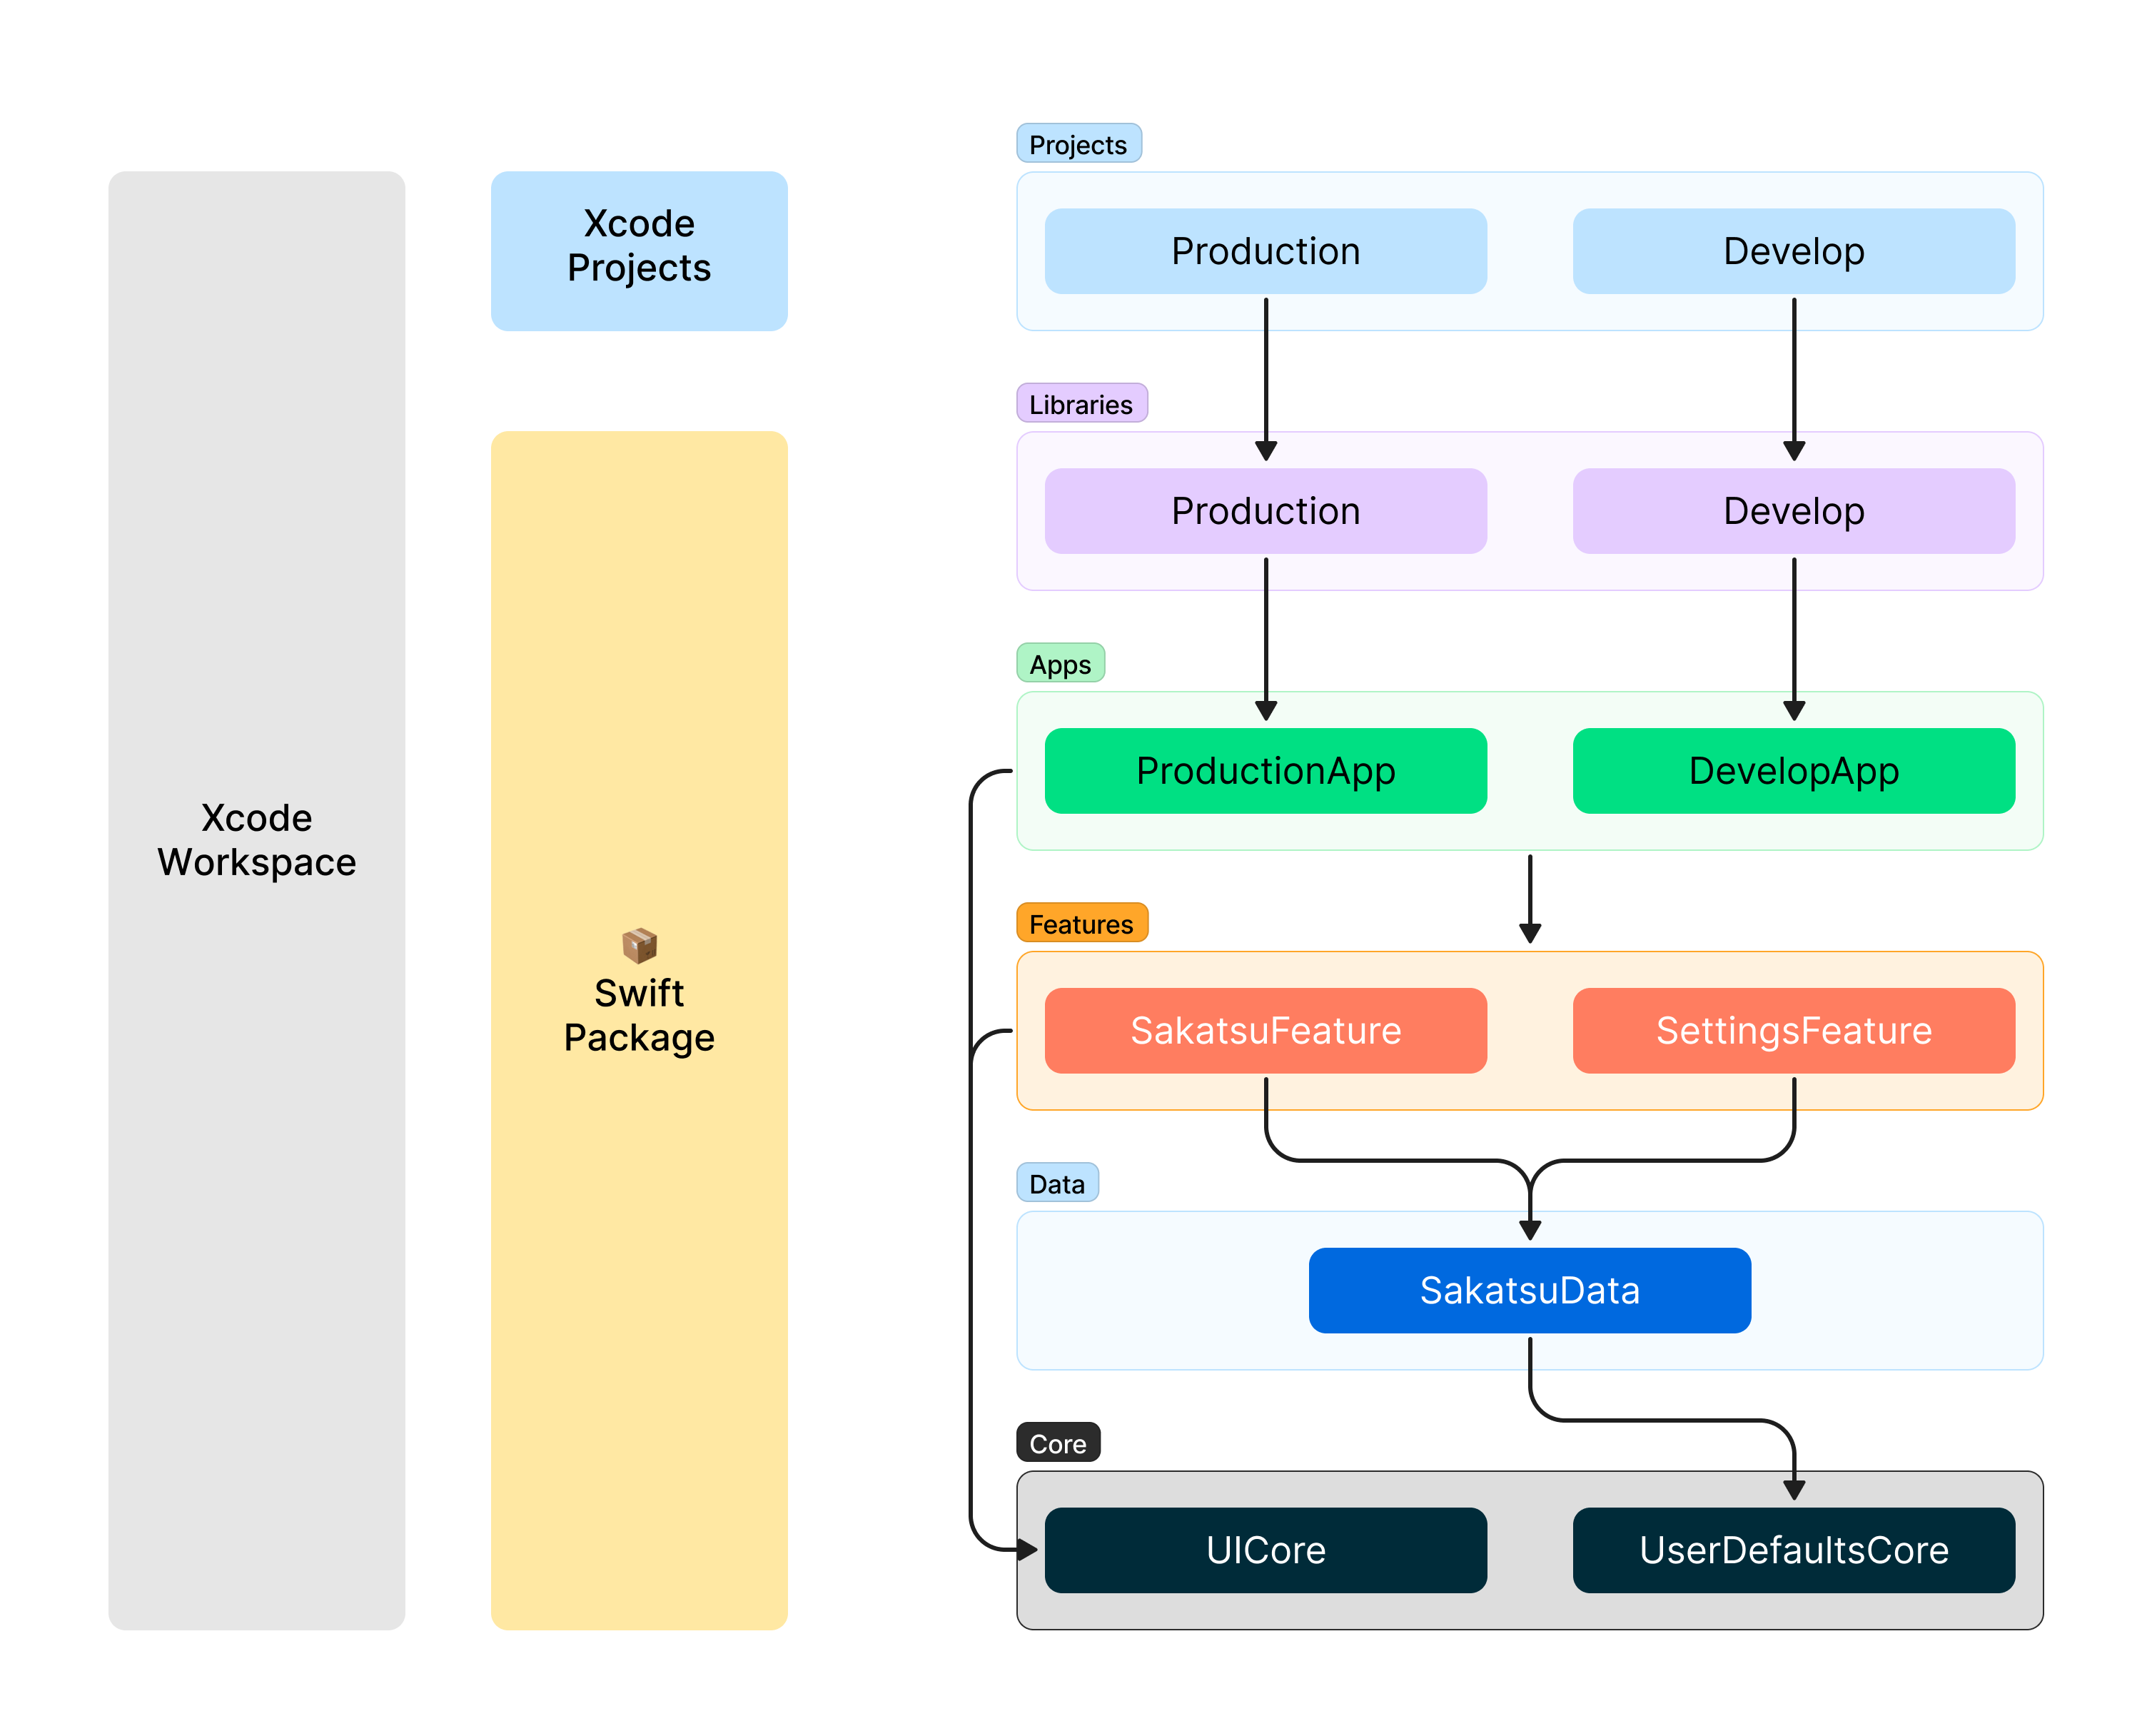 Xcode
Workspace
Xcode
Projects
Swift
Package
Projects
Production
Develop
Libraries
Production
Develop
Apps
ProductionApp
DevelopApp
Features
SakatsuFeature
SettingsFeature
Data
SakatsuData
Core
UICore
UserDefaultsCore